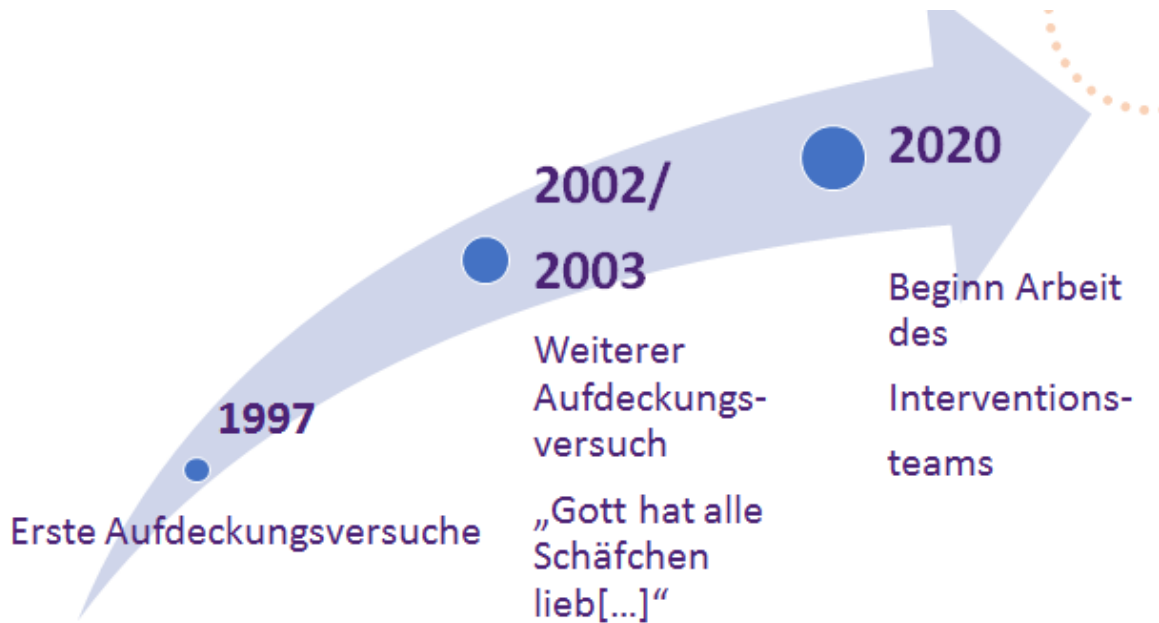 1997
Erste Aufdeckungsversuche
2002/
2003
Weiterer
Aufdeckungs-
versuch
„Gott hat alle
Schäfchen
lieb[...]“
2020
Beginn Arbeit
des
Interventions-
teams